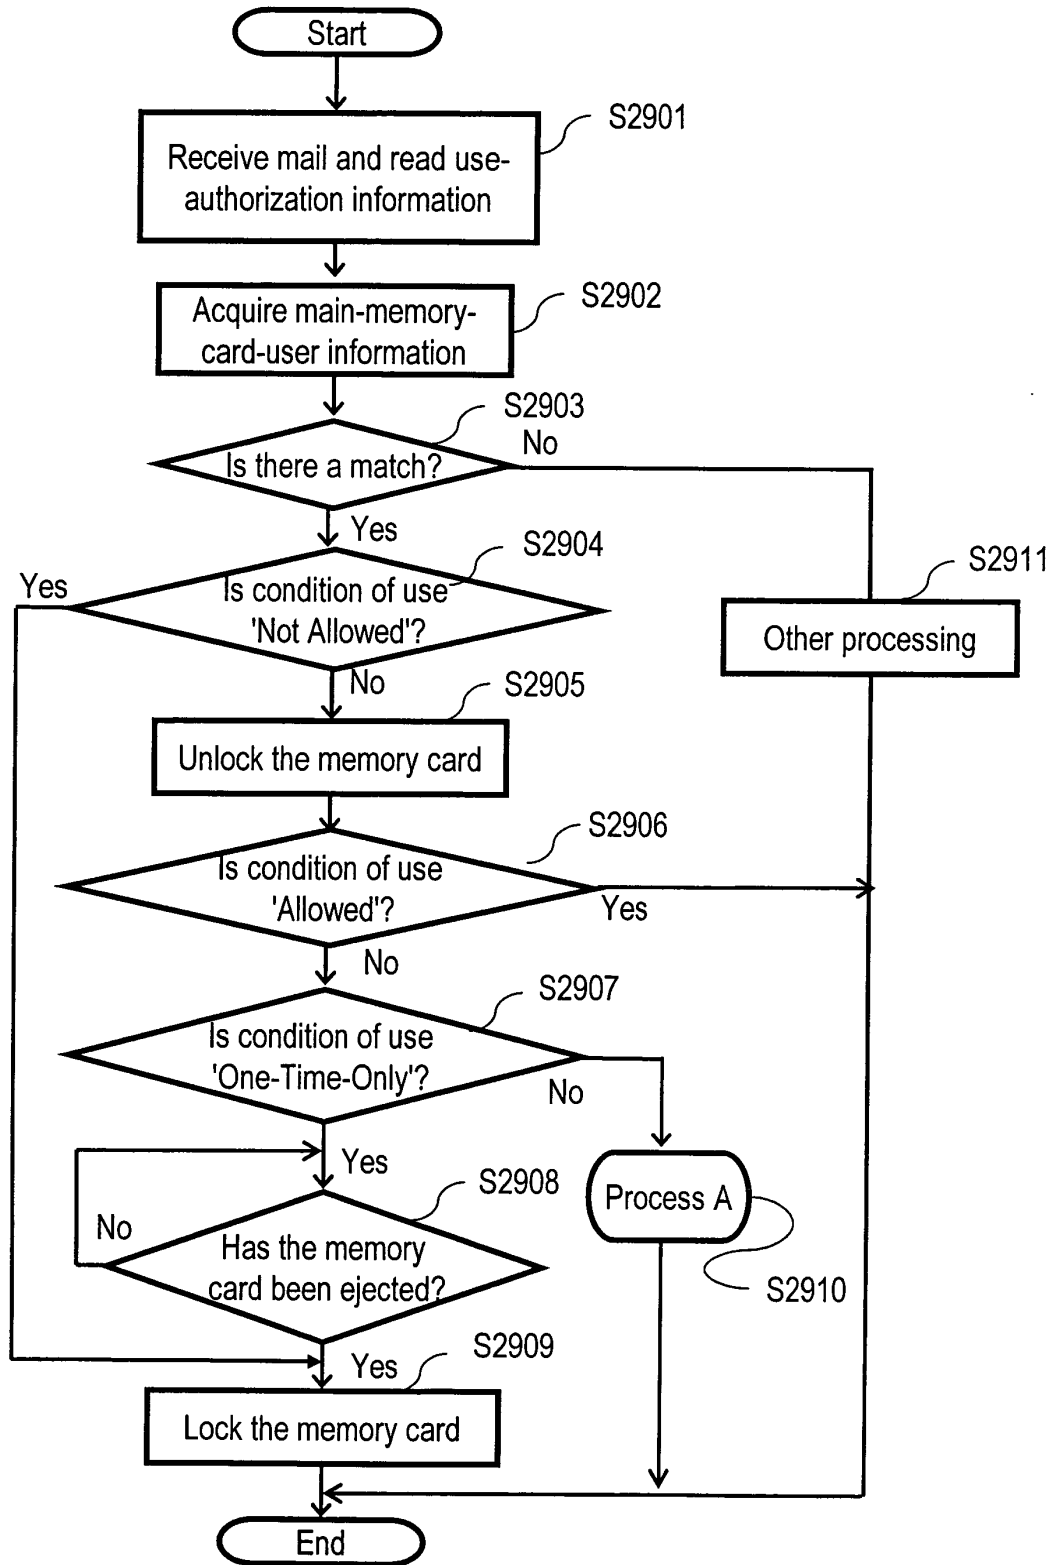 Start
S2901
Receive mail and read use-
authorization information
S2902
Acquire main-memory-
card-user information
S2903
No
Is there a match?
Yes
S2904
Yes
Is condition of use
'Not Allowed'?
S2911
Other processing
No
S2905
Unlock the memory card
S2906
Is condition of use
'Allowed'?
Yes
No
S2907
Is condition of use
'One-Time-Only'?
No
Yes
S2908
Process A
No
Has the memory
card been ejected?
S2910
S2909
Yes
Lock the memory card
End